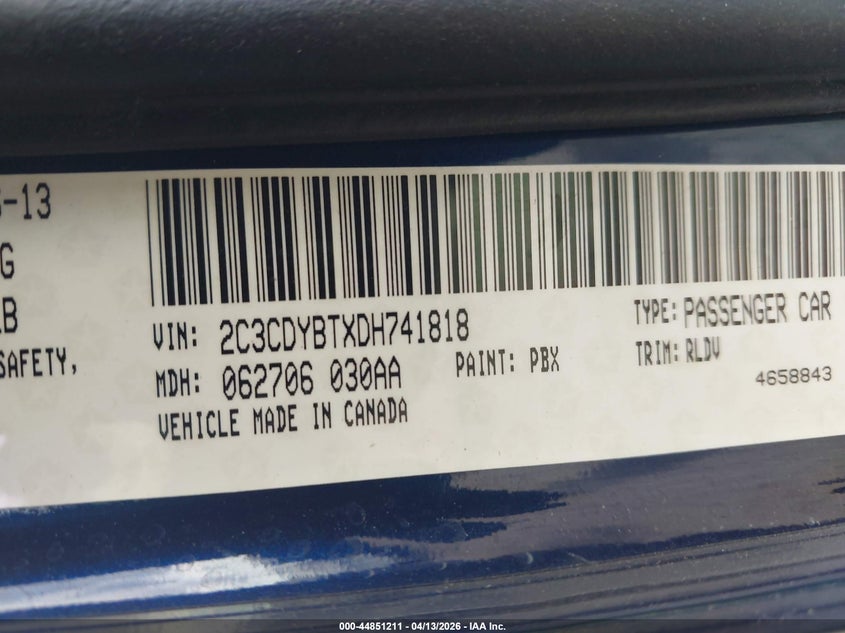 -13
G
B
SAFETY,
VIN: 2C3CDYBTXDH741818
TYPE: PASSENGER CAR
MDH: 062706 030AA
PAINT: PBX
TRIM: RLDV
VEHICLE MADE IN CANADA
4658843
000-44851211 - 04/13/2026 - IAA Inc.